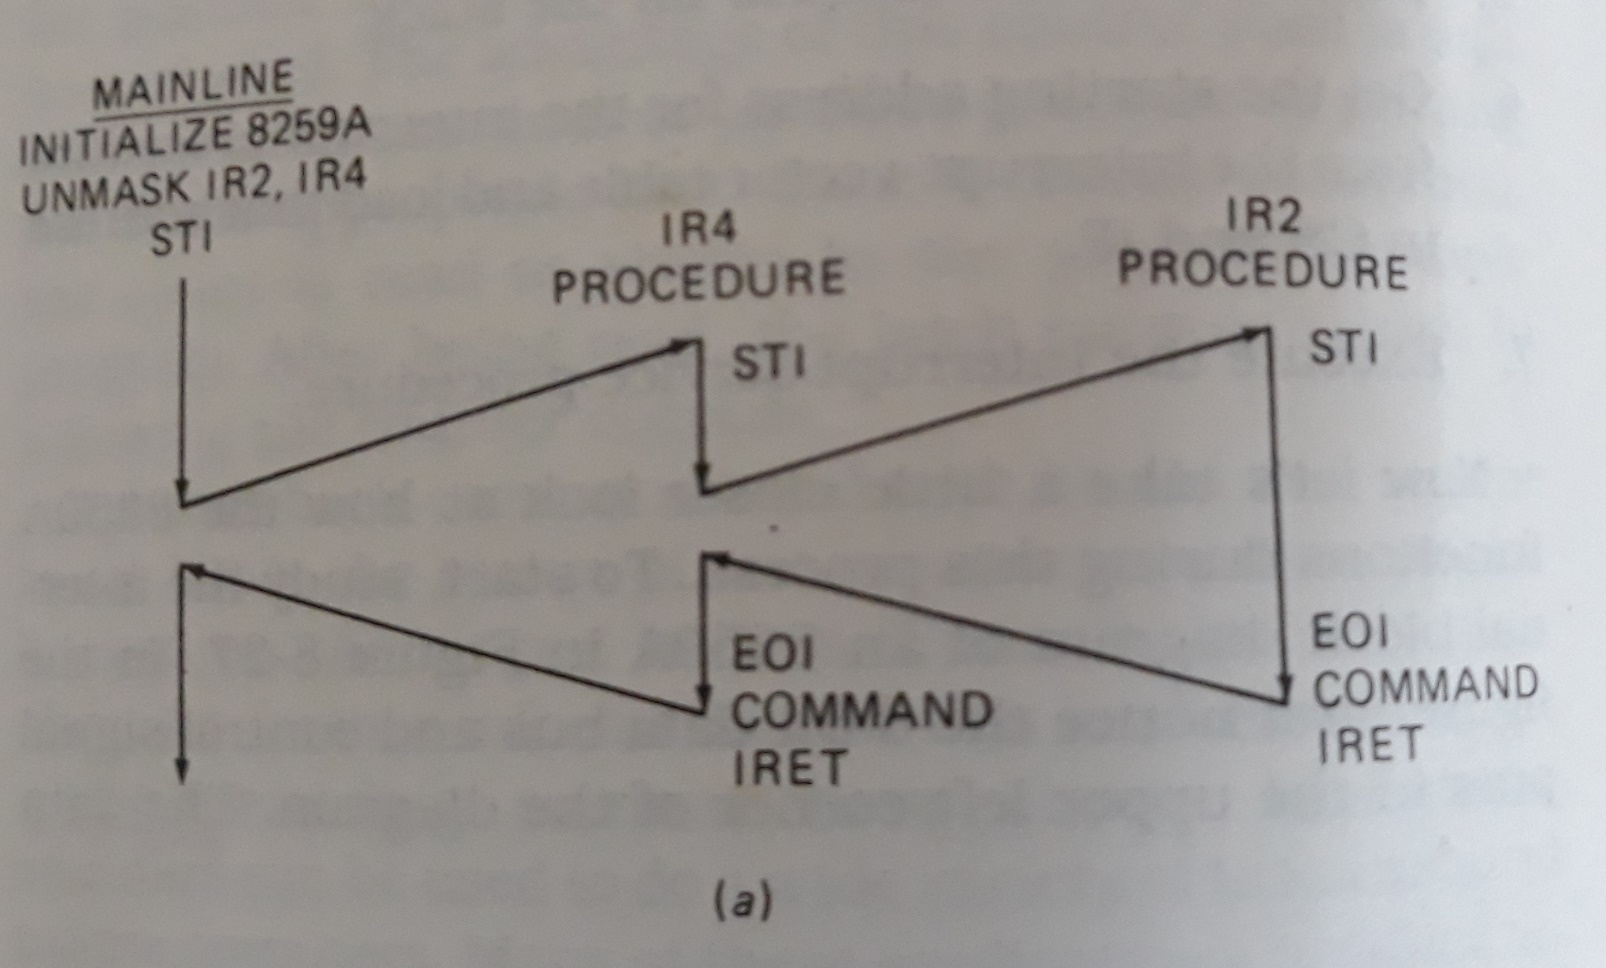 MAINLINE
INITIALIZE 8259A
UNMASK IR2, IR4
STI
IR4
PROCEDURE
STI
EOI
COMMAND
IRET
IR2
PROCEDURE
STI
EOI
COMMAND
IRET
(a)